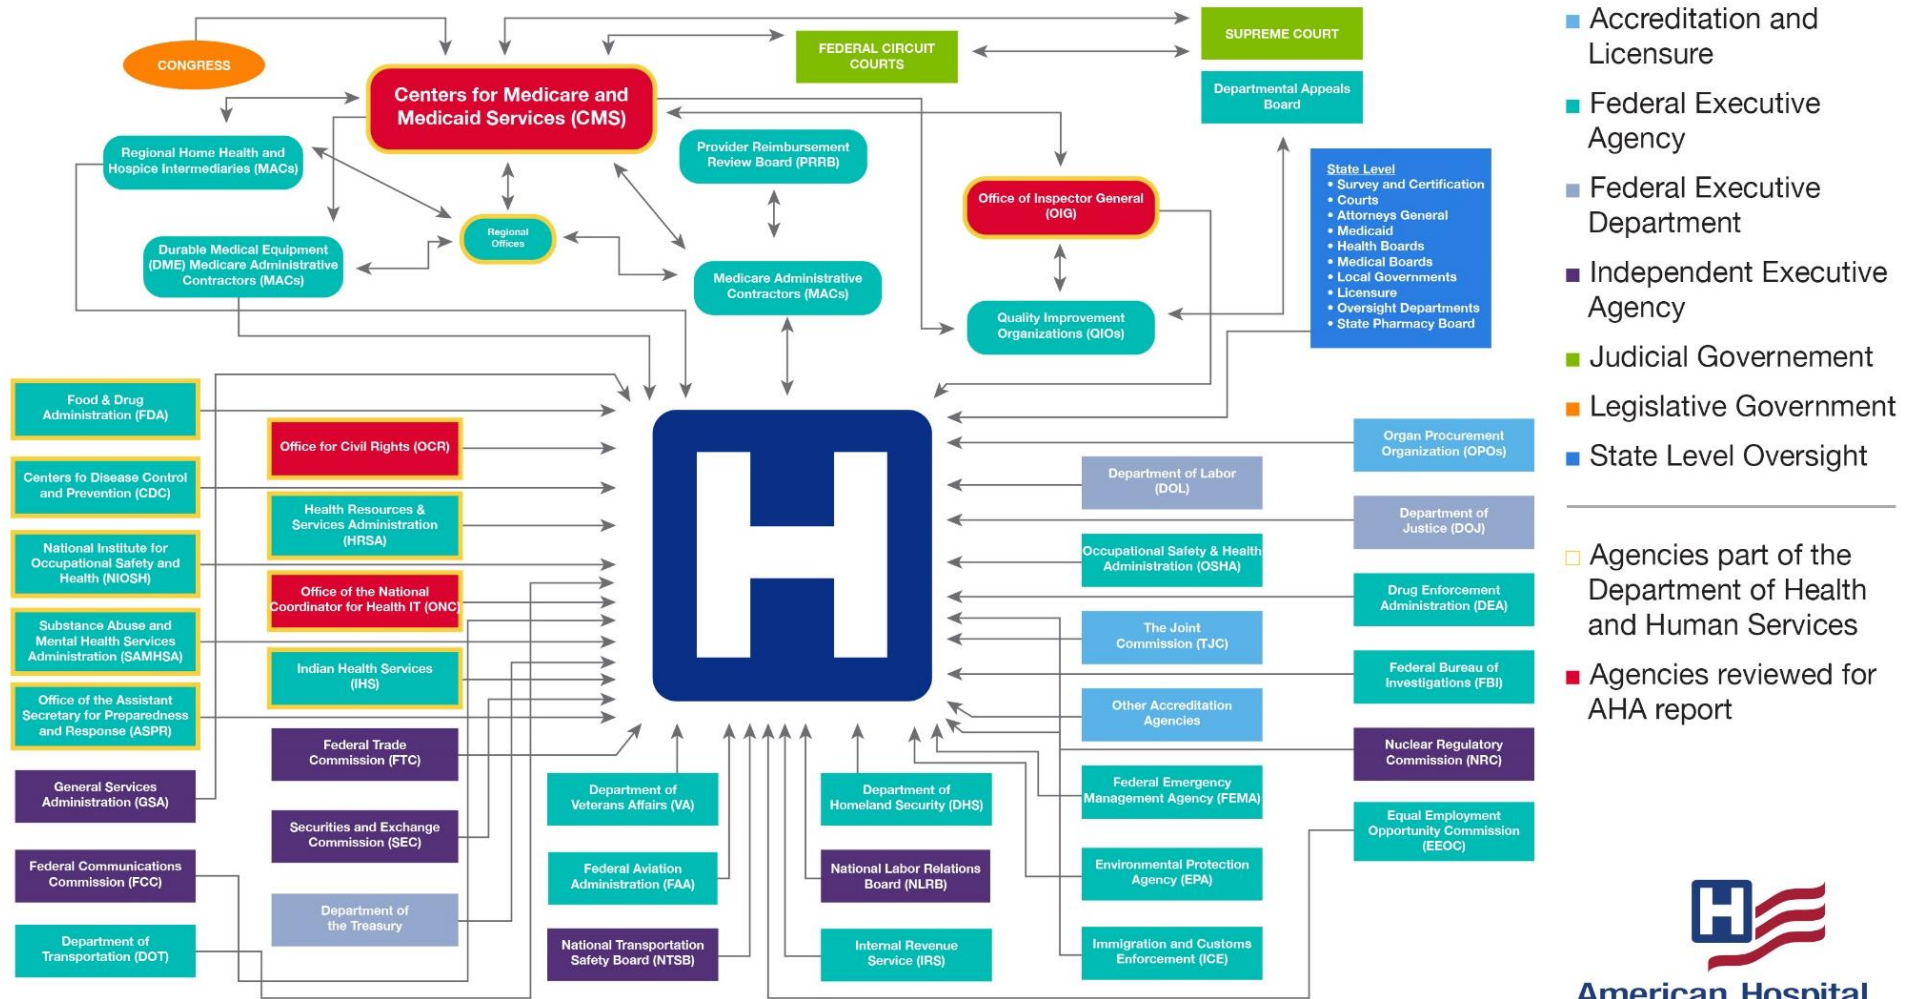 CONGRESS
FEDERAL CIRCUIT
COURTS
SUPREME COURT
Departmental Appeals
Board
Centers for Medicare and
Medicaid Services (CMS)
Regional Home Health and
Hospice Intermediaries (MACs)
Provider Reimbursement
Review Board (PRRB)
Office of Inspector General
(OIG)
State Level
• Survey and Certification
• Courts
• Attorneys General
• Medicaid
• Health Boards
• Medical Boards
• Local Governments
• Licensure
• Oversight Departments
• State Pharmacy Board
Regional
Offices
Durable Medical Equipment
(DME) Medicare Administrative
Contractors (MACs)
Medicare Administrative
Contractors (MACs)
Quality Improvement
Organizations (QIOs)
Food & Drug
Administration (FDA)
Centers fo Disease Control
and Prevention (CDC)
National Institute for
Occupational Safety and
Health (NIOSH)
Substance Abuse and
Mental Health Services
Administration (SAMHSA)
Office of the Assistant
Secretary for Preparedness
and Response (ASPR)
General Services
Administration (GSA)
Federal Communications
Commission (FCC)
Department of
Transportation (DOT)
Office for Civil Rights (OCR)
Health Resources &
Services Administration
(HRSA)
Office of the National
Coordinator for Health IT (ONC)
Indian Health Services
(IHS)
Federal Trade
Commission (FTC)
Securities and Exchange
Commission (SEC)
Department of
the Treasury
H
Department of
Veterans Affairs (VA)
Federal Aviation
Administration (FAA)
National Transportation
Safety Board (NTSB)
Department of
Homeland Security (DHS)
National Labor Relations
Board (NLRB)
Internal Revenue
Service (IRS)
Department of Labor
(DOL)
Occupational Safety & Health
Administration (OSHA)
The Joint
Commission (TJC)
Other Accreditation
Agencies
Federal Emergency
Management Agency (FEMA)
Environmental Protection
Agency (EPA)
Immigration and Customs
Enforcement (ICE)
Organ Procurement
Organization (OPOs)
Department of
Justice (DOJ)
Drug Enforcement
Administration (DEA)
Federal Bureau of
Investigations (FBI)
Nuclear Regulatory
Commission (NRC)
Equal Employment
Opportunity Commission
(EEOC)
Accreditation and
Licensure
Federal Executive
Agency
Federal Executive
Department
Independent Executive
Agency
Judicial Governement
Legislative Government
State Level Oversight
Agencies part of the
Department of Health
and Human Services
Agencies reviewed for
AHA report
H
American Hospital